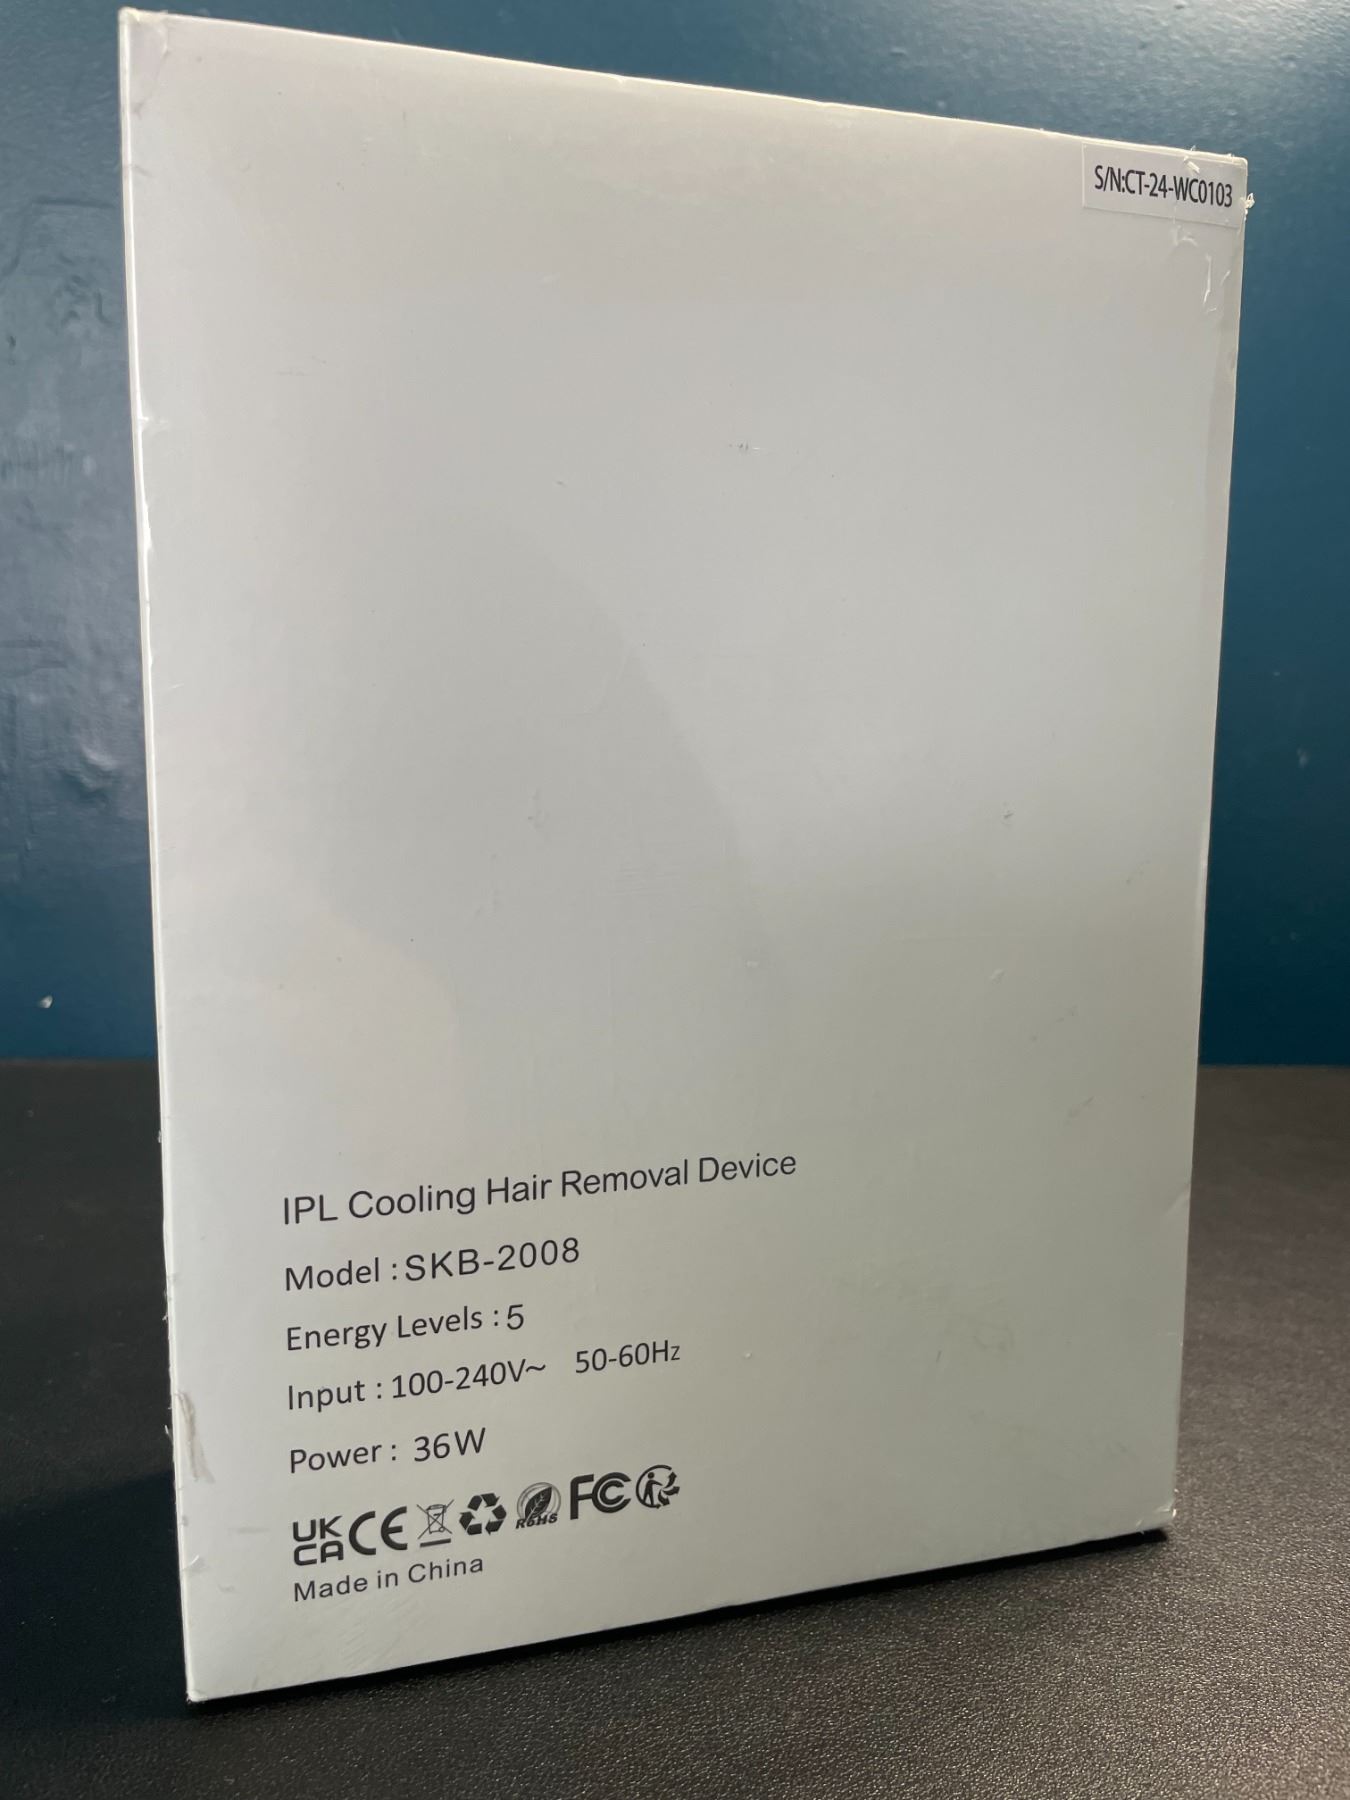 S/N:CT-24-WC0103
IPL Cooling Hair Removal Device
Model : SKB-2008
Energy Levels : 5
Input : 100-240V~ 50-60Hz
Power : 36W
UK CA CE RoHS FC
Made in China